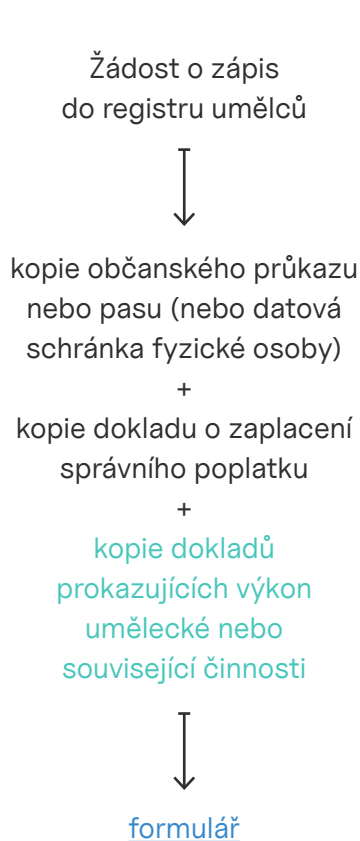 Žádost o zápis
do registru umělců
kopie občanského průkazu
nebo pasu (nebo datová
schránka fyzické osoby)
+
kopie dokladu o zaplacení
správního poplatku
+
kopie dokladů
prokazujících výkon
umělecké nebo
související činnosti
formulář